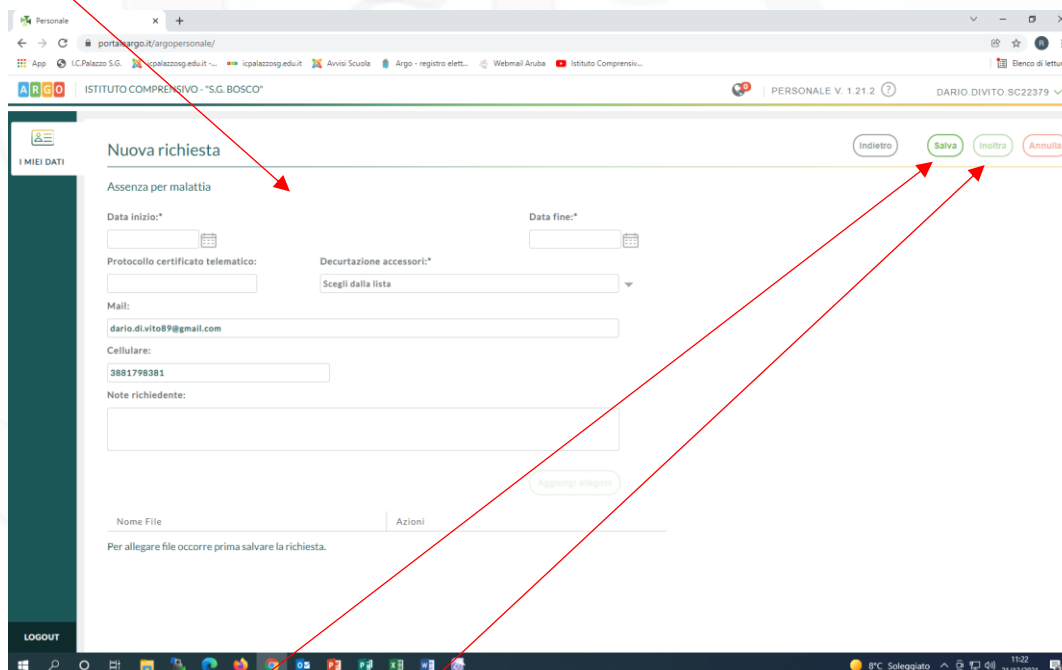 Personale
portaleargo.it/argopersonale/
App I.C.Palazzo S.G. icpalazzosg.edu.it -... icpalazzosg.edu.it Avvisi Scuola Argo - registro elett... Webmail Aruba Istituto Comprensiv... Elenco di lettura
ARGO ISTITUTO COMPRENSIVO - "S.G. BOSCO" PERSONALE V. 1.21.2 ? DARIO.DIVITO.SC22379
I MIEI DATI
Nuova richiesta Indietro Salva Inoltra Annulla
Assenza per malattia
Data inizio:* Data fine:*
Protocollo certificato telematico: Decurtazione accessori:*
Scegli dalla lista
Mail:
dario.di.vito89@gmail.com
Cellulare:
3881798381
Note richiedente:
Aggiungi allegato
Nome File Azioni
Per allegare file occorre prima salvare la richiesta.
LOGOUT
8°C Soleggiato 11:22